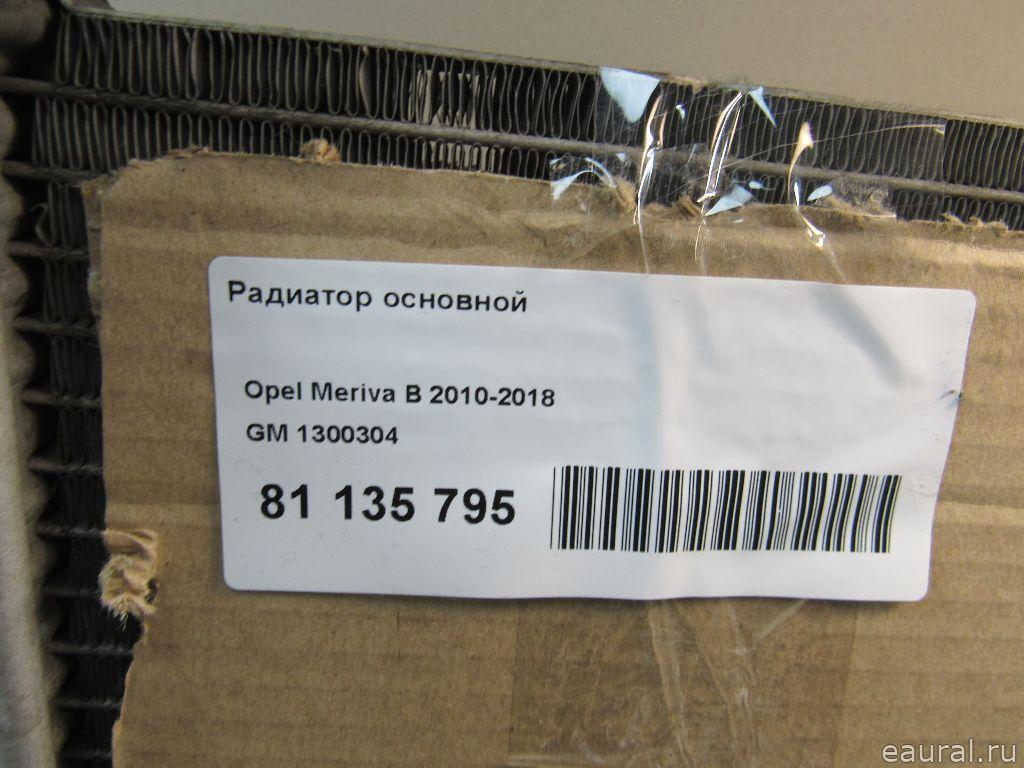 Радиатор основной
Opel Meriva B 2010-2018
GM 1300304
81 135 795
eaural.ru